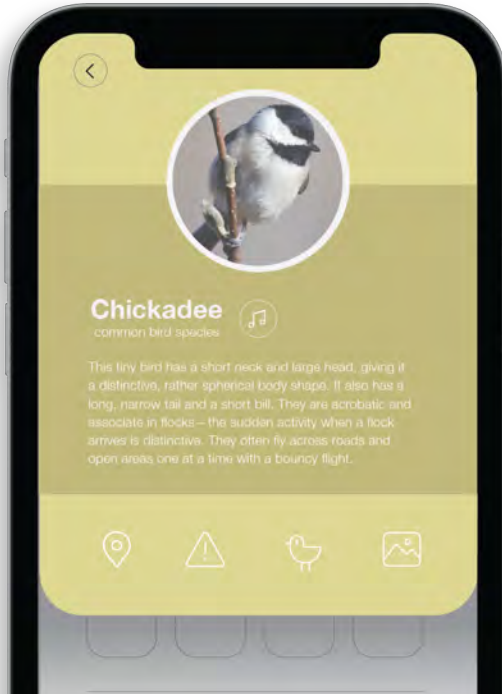 Chickadee
common bird species
This tiny bird has a short neck and large head, giving it
a distinctive, rather spherical body shape. It also has a
long, narrow tail and a short bill. They are acrobatic and
associate in flocks – the sudden activity when a flock
arrives is distinctive. They often fly across roads and
open areas one at a time with a bouncy flight.